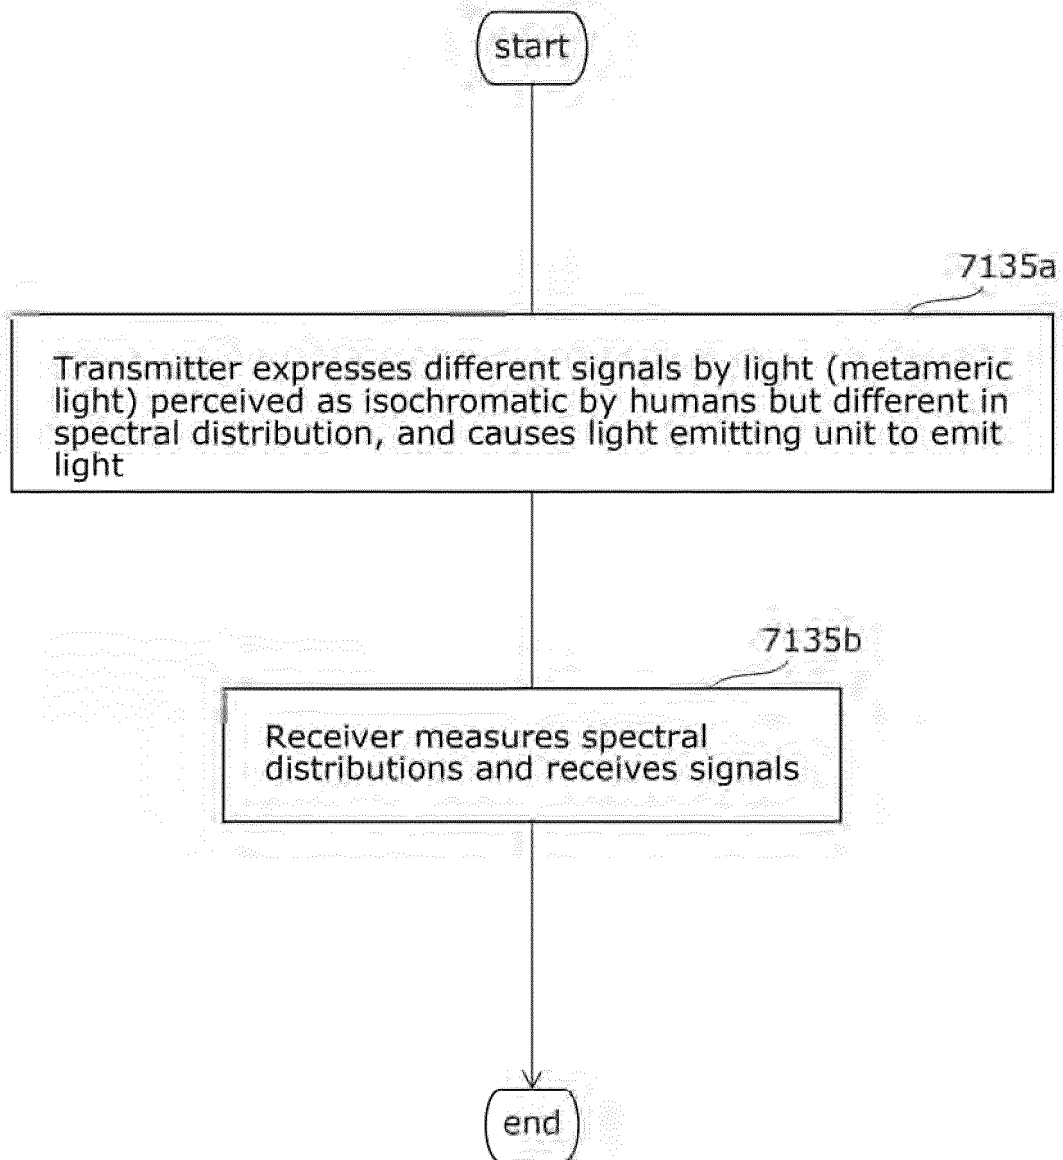 start
7135a
Transmitter expresses different signals by light (metameric
light) perceived as isochromatic by humans but different in
spectral distribution, and causes light emitting unit to emit
light
7135b
Receiver measures spectral
distributions and receives signals
end